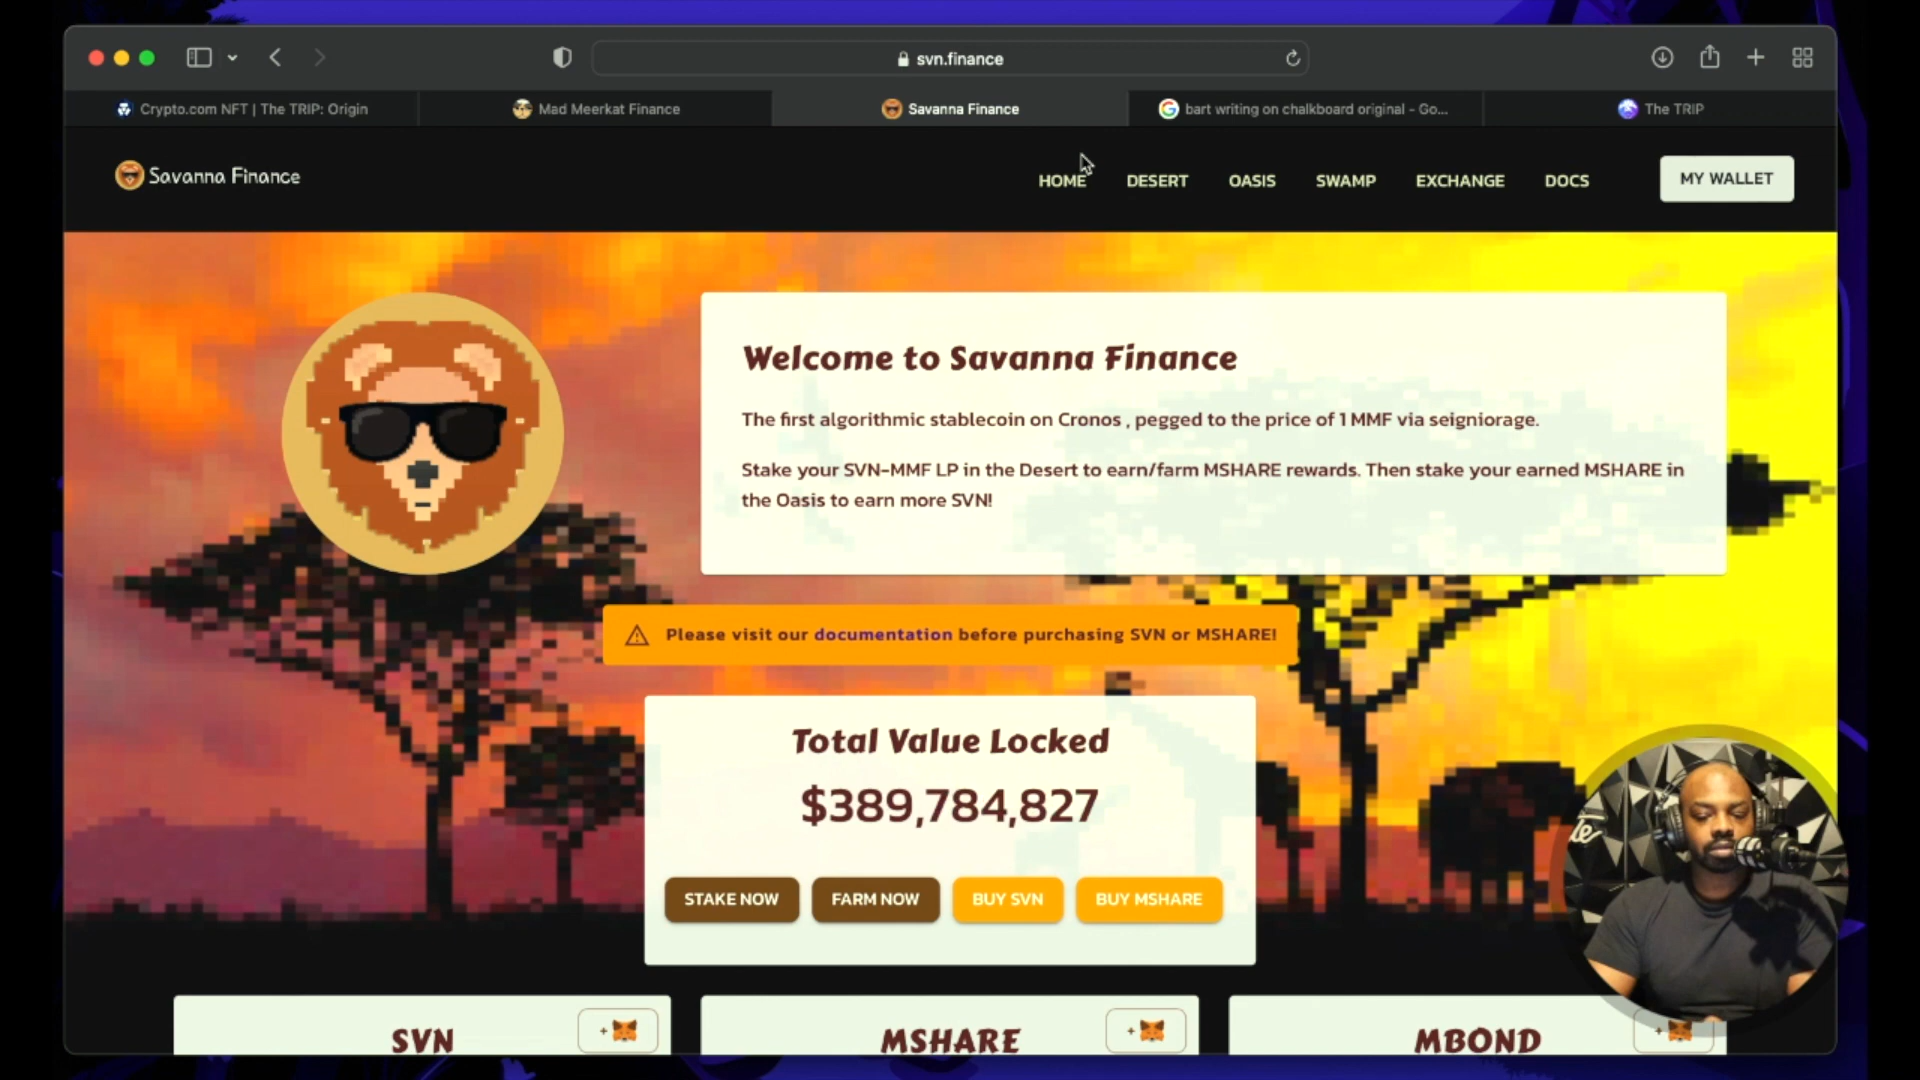 svn.finance
Crypto.com NFT | The TRIP: Origin
Mad Meerkat Finance
Savanna Finance
bart writing on chalkboard original - Go...
The TRIP
Savanna Finance
HOME
DESERT
OASIS
SWAMP
EXCHANGE
DOCS
MY WALLET
Welcome to Savanna Finance
The first algorithmic stablecoin on Cronos , pegged to the price of 1 MMF via seigniorage.
Stake your SVN-MMF LP in the Desert to earn/farm MSHARE rewards. Then stake your earned MSHARE in
the Oasis to earn more SVN!
Please visit our documentation before purchasing SVN or MSHARE!
Total Value Locked
$389,784,827
STAKE NOW
FARM NOW
BUY SVN
BUY MSHARE
SVN
+
MSHARE
+
MBOND
+